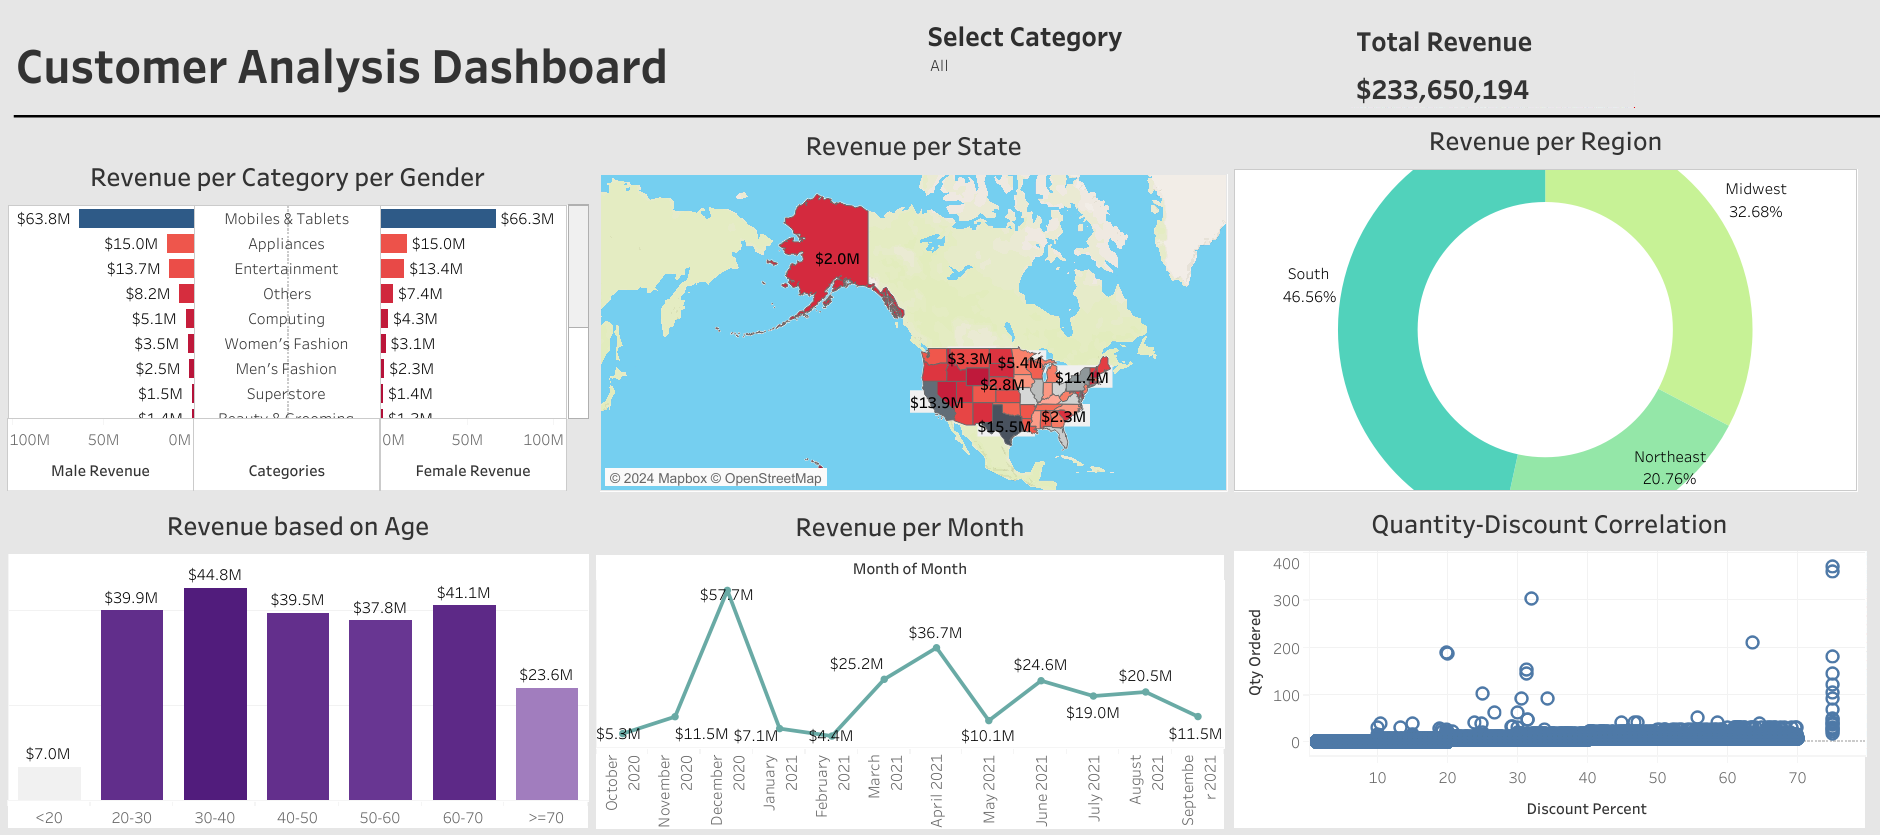 Customer Analysis Dashboard
Select Category
All
Total Revenue
$233,650,194
Revenue per Category per Gender
$63.8M Mobiles & Tablets $66.3M
$15.0M Appliances $15.0M
$13.7M Entertainment $13.4M
$8.2M Others $7.4M
$5.1M Computing $4.3M
$3.5M Women's Fashion $3.1M
$2.5M Men's Fashion $2.3M
$1.5M Superstore $1.4M
$1.4M Beauty & Grooming $1.3M
100M 50M 0M 0M 50M 100M
Male Revenue Categories Female Revenue
Revenue per State
$2.0M
$3.3M $5.4M
$2.8M $11.4M
$13.9M
$2.3M
$15.5M
© 2024 Mapbox © OpenStreetMap
Revenue per Region
Midwest
32.68%
South
46.56%
Northeast
20.76%
Revenue based on Age
$7.0M
$39.9M
$44.8M
$39.5M
$37.8M
$41.1M
$23.6M
<20 20-30 30-40 40-50 50-60 60-70 >=70
Revenue per Month
Month of Month
$5.3M
$11.5M
$57.7M
$7.1M
$4.4M
$25.2M
$36.7M
$10.1M
$24.6M
$19.0M
$20.5M
$11.5M
October
2020
November
2020
December
2020
January
2021
February
2021
March
2021
April 2021
May 2021
June 2021
July 2021
August
2021
Septembe
r 2021
Quantity-Discount Correlation
Qty Ordered
400
300
200
100
0
10 20 30 40 50 60 70
Discount Percent